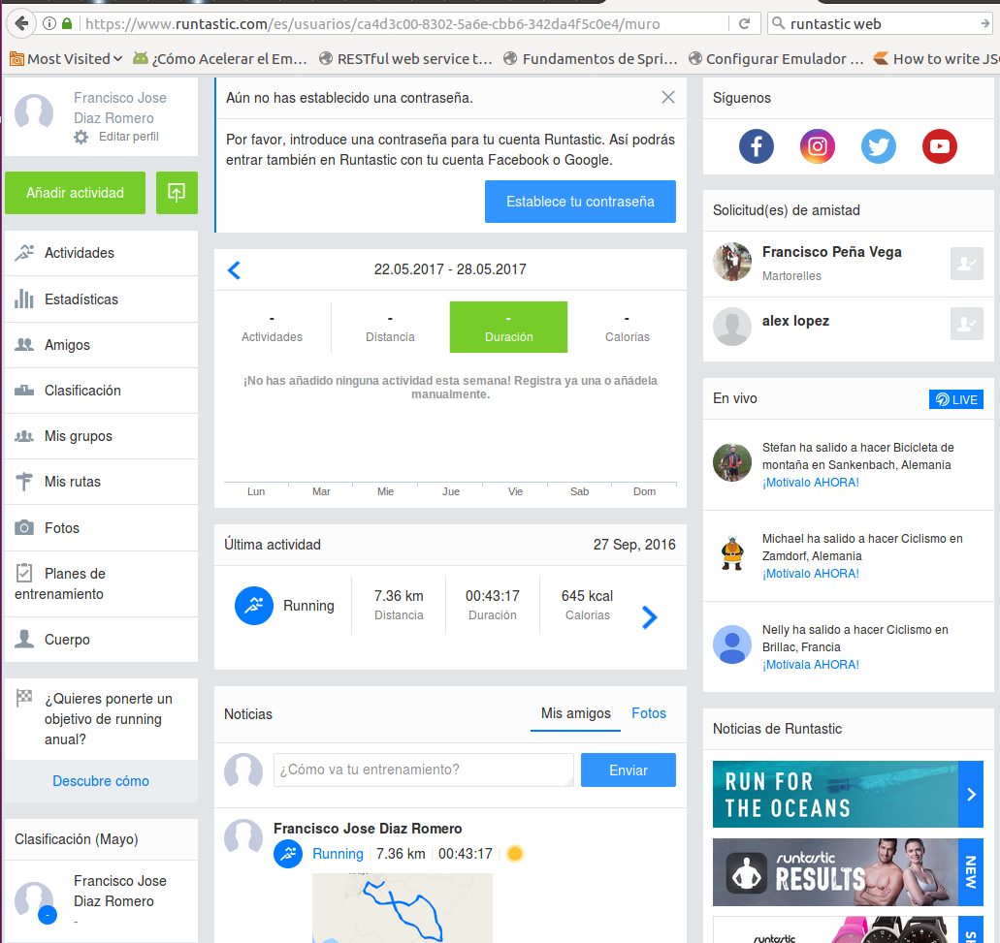 https://www.runtastic.com/es/usuarios/ca4d3c00-8302-5a6e-cbb6-342da4f5c0e4/muro
runtastic web
Most Visited
¿Cómo Acelerar el Em...
RESTful web service t...
Fundamentos de Spri...
Configurar Emulador ...
How to write JSO
Francisco Jose
Diaz Romero
Editar perfil
Añadir actividad
Actividades
Estadísticas
Amigos
Clasificación
Mis grupos
Mis rutas
Fotos
Planes de
entrenamiento
Cuerpo
¿Quieres ponerte un
objetivo de running
anual?
Descubre cómo
Clasificación (Mayo)
Francisco Jose
Diaz Romero
-
-
Aún no has establecido una contraseña.
Por favor, introduce una contraseña para tu cuenta Runtastic. Así podrás
entrar también en Runtastic con tu cuenta Facebook o Google.
Establece tu contraseña
22.05.2017 - 28.05.2017
- - - -
Actividades Distancia Duración Calorías
¡No has añadido ninguna actividad esta semana! Registra ya una o añádela
manualmente.
Lun Mar Mie Jue Vie Sab Dom
Última actividad 27 Sep, 2016
Running 7.36 km 00:43:17 645 kcal
Distancia Duración Calorías
Noticias Mis amigos Fotos
¿Cómo va tu entrenamiento? Enviar
Francisco Jose Diaz Romero
Running 7.36 km 00:43:17
Síguenos
Solicitud(es) de amistad
Francisco Peña Vega
Martorelles
alex lopez
En vivo LIVE
Stefan ha salido a hacer Bicicleta de
montaña en Sankenbach, Alemania
¡Motívalo AHORA!
Michael ha salido a hacer Ciclismo en
Zamdorf, Alemania
¡Motívalo AHORA!
Nelly ha salido a hacer Ciclismo en
Brillac, Francia
¡Motívala AHORA!
Noticias de Runtastic
RUN FOR
THE OCEANS
runtastic
RESULTS
NEW
runtastic